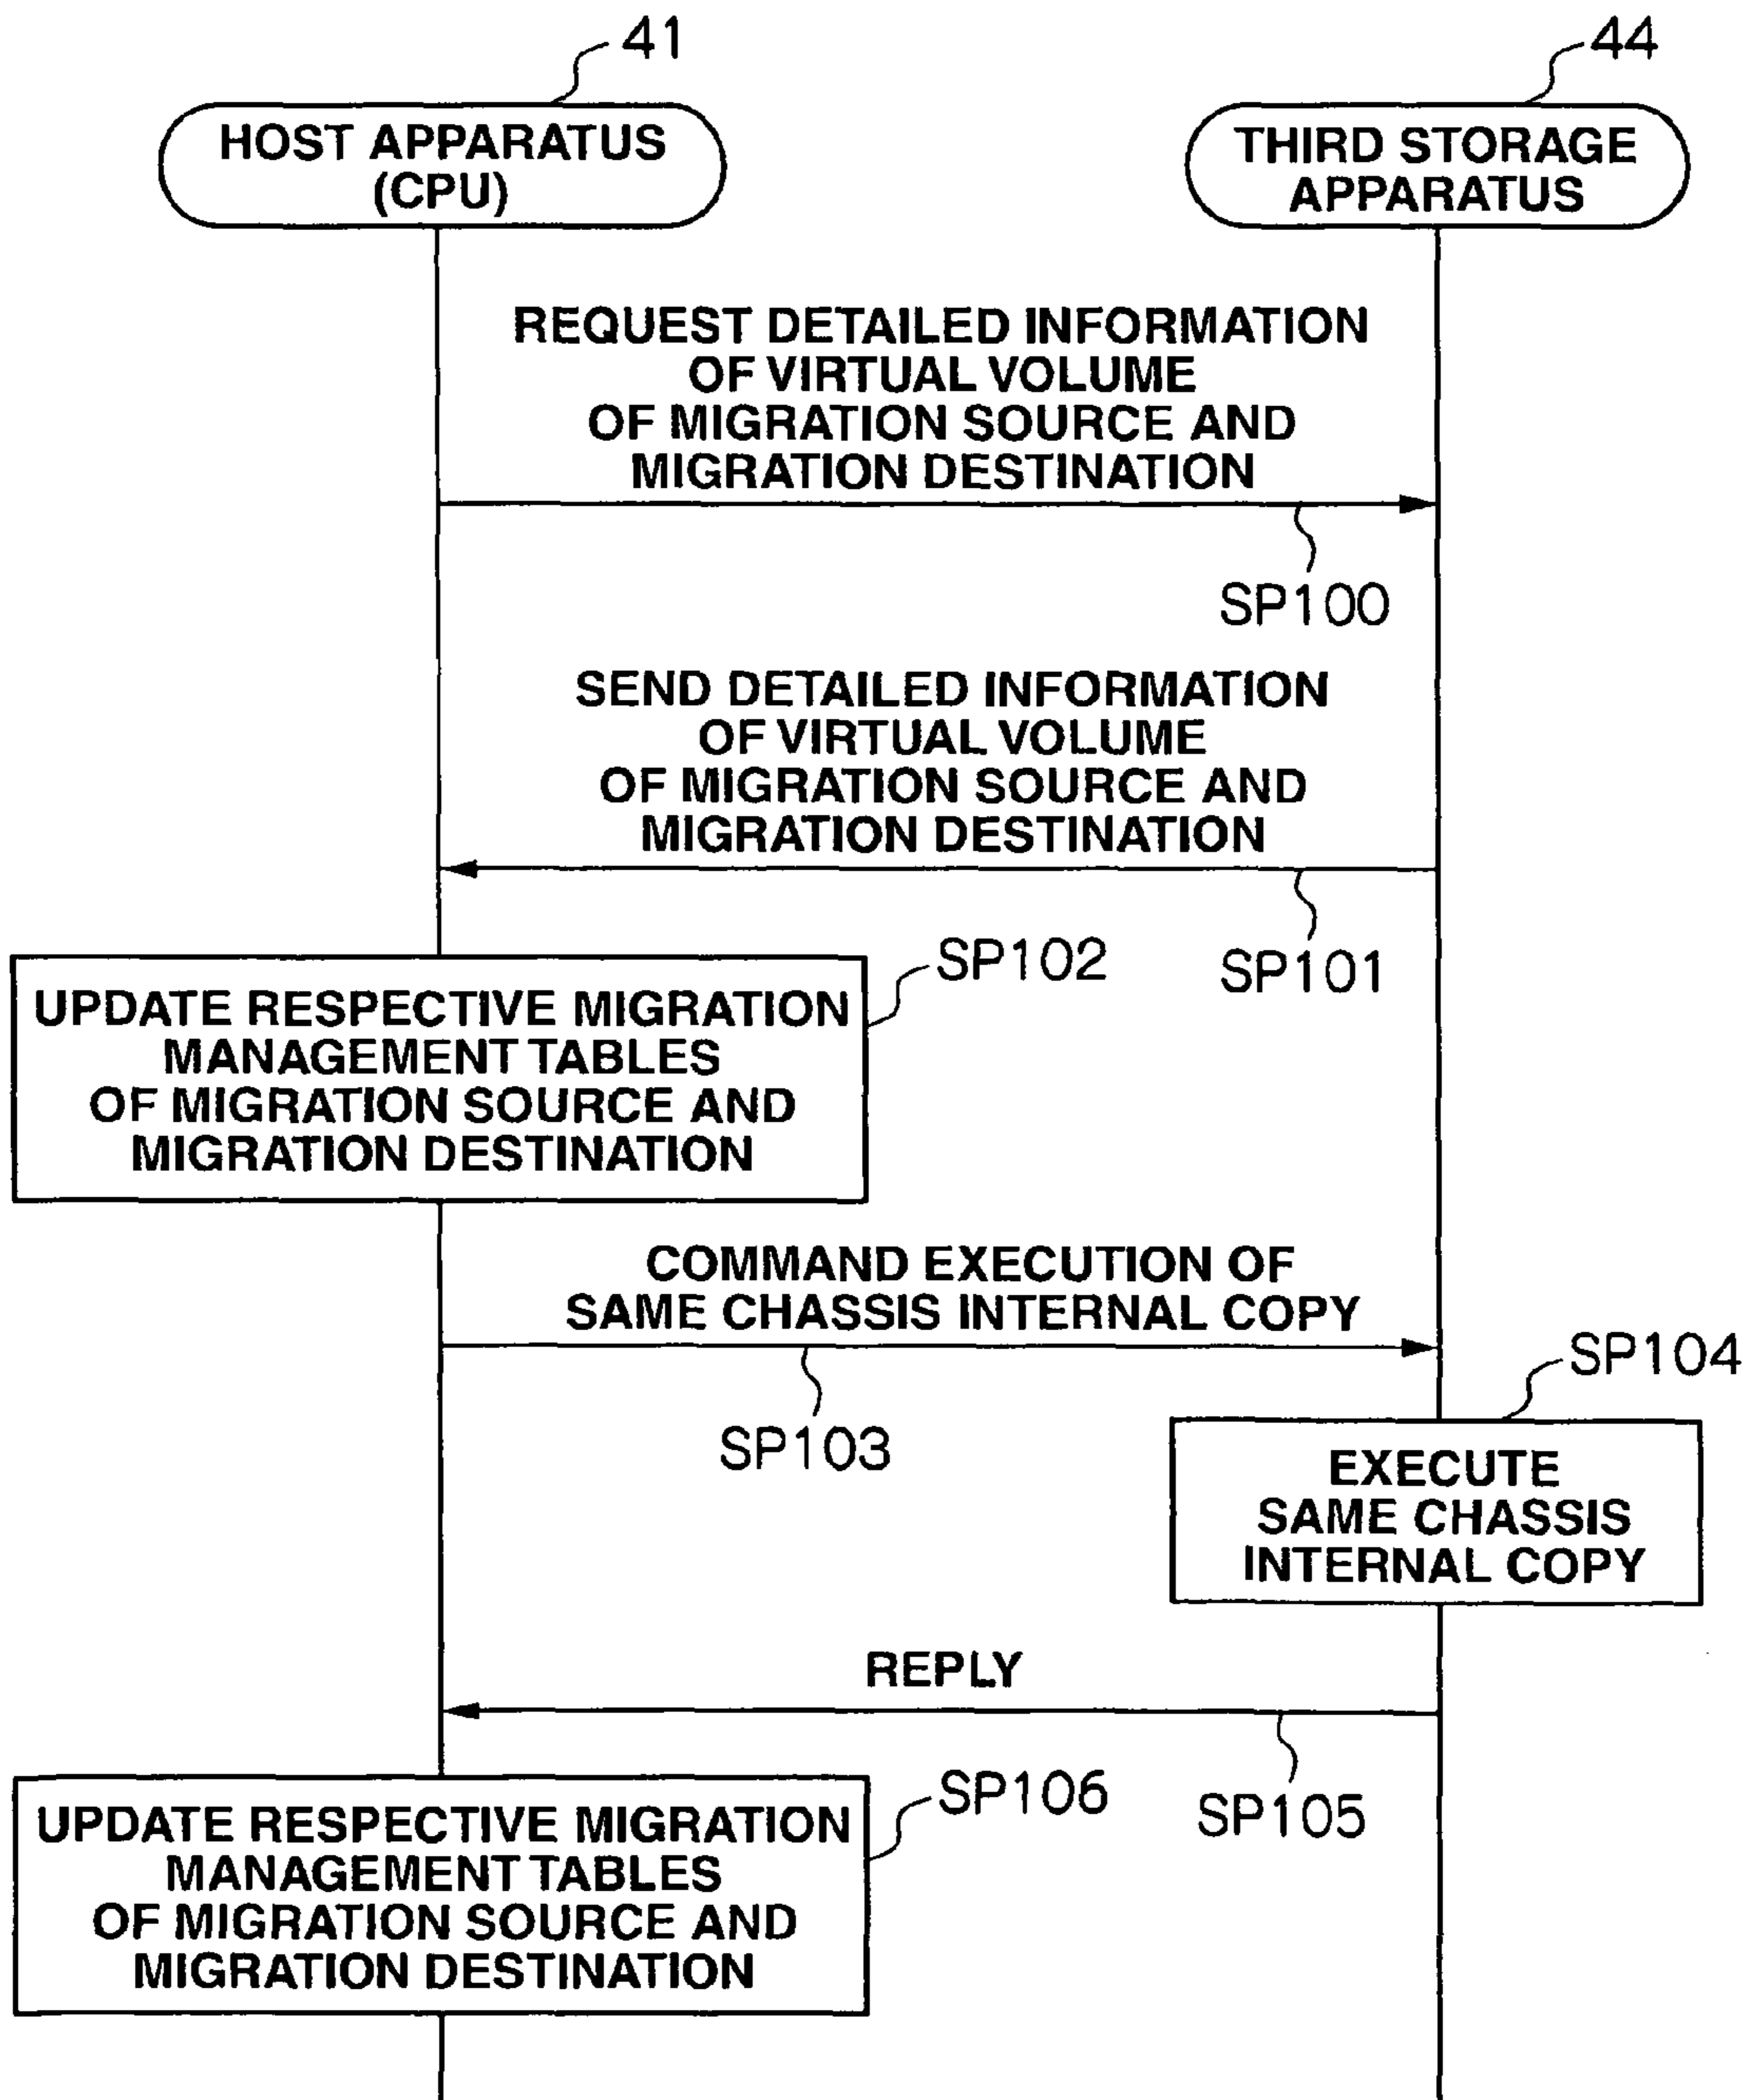 41
44
HOST APPARATUS
(CPU)
THIRD STORAGE
APPARATUS
REQUEST DETAILED INFORMATION
OF VIRTUAL VOLUME
OF MIGRATION SOURCE AND
MIGRATION DESTINATION
SP100
SEND DETAILED INFORMATION
OF VIRTUAL VOLUME
OF MIGRATION SOURCE AND
MIGRATION DESTINATION
SP101
SP102
UPDATE RESPECTIVE MIGRATION
MANAGEMENT TABLES
OF MIGRATION SOURCE AND
MIGRATION DESTINATION
COMMAND EXECUTION OF
SAME CHASSIS INTERNAL COPY
SP103
SP104
EXECUTE
SAME CHASSIS
INTERNAL COPY
REPLY
SP105
SP106
UPDATE RESPECTIVE MIGRATION
MANAGEMENT TABLES
OF MIGRATION SOURCE AND
MIGRATION DESTINATION